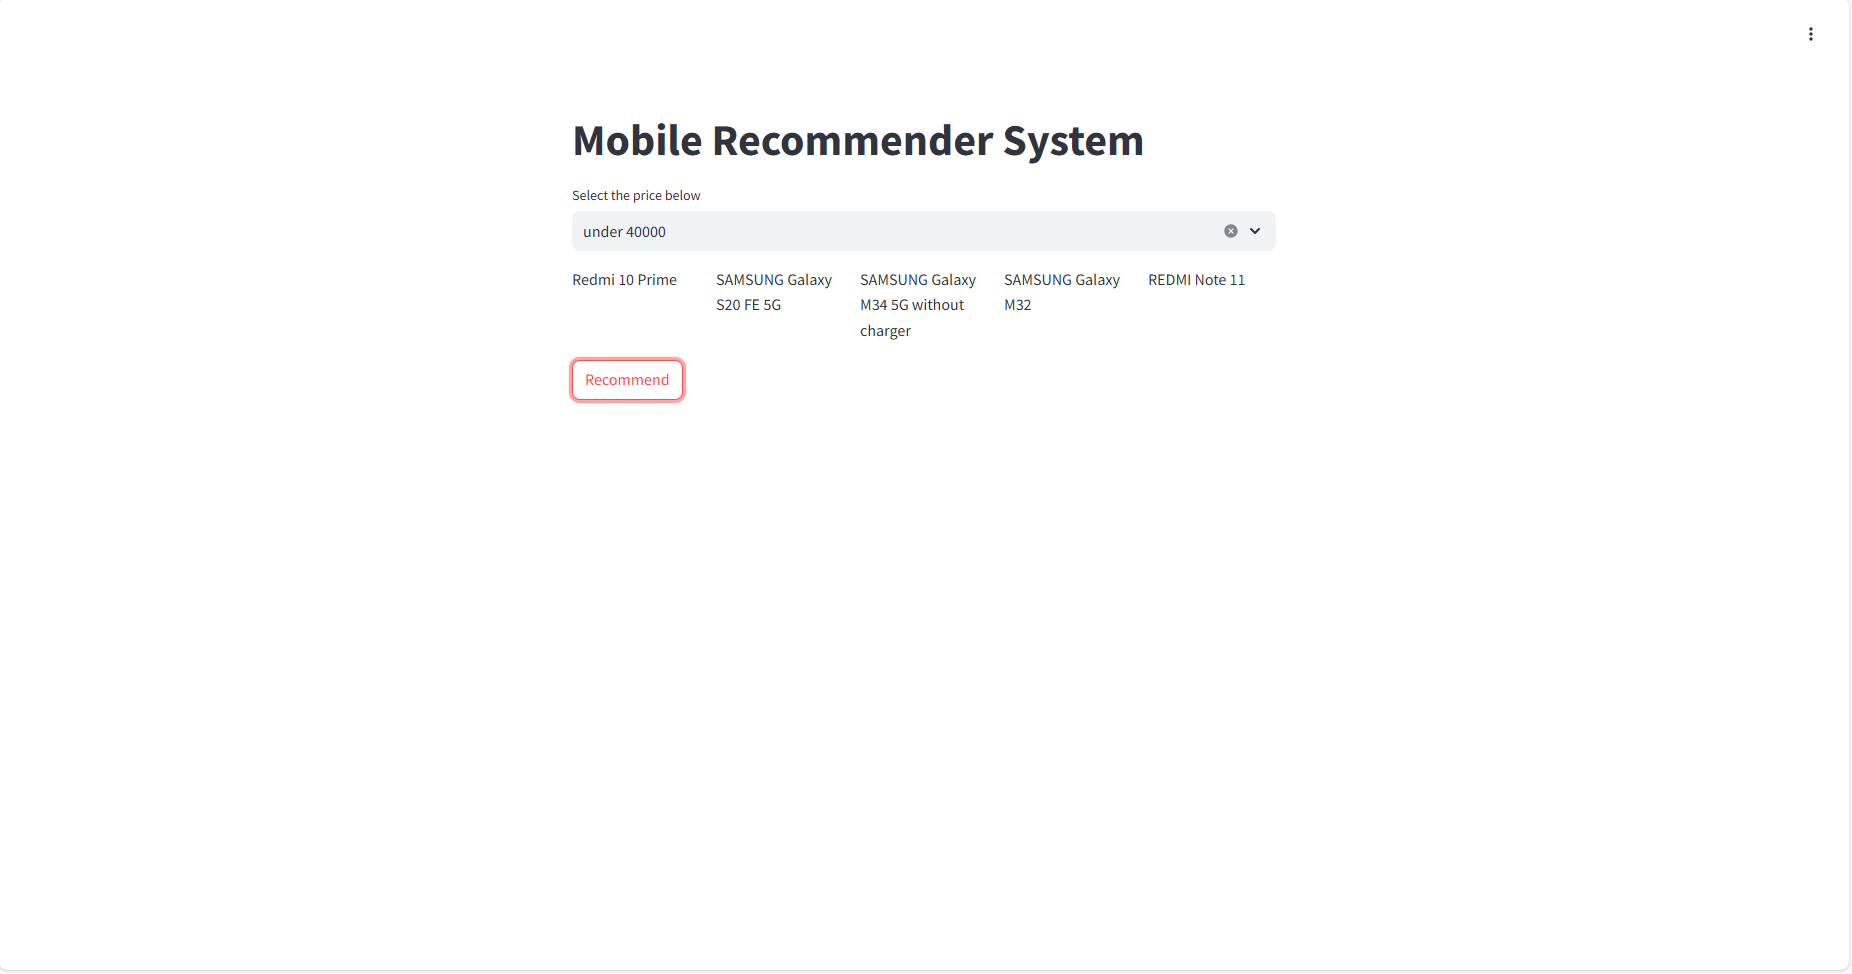 Mobile Recommender System
Select the price below
under 40000
Redmi 10 Prime
SAMSUNG Galaxy
S20 FE 5G
SAMSUNG Galaxy
M34 5G without
charger
SAMSUNG Galaxy
M32
REDMI Note 11
Recommend